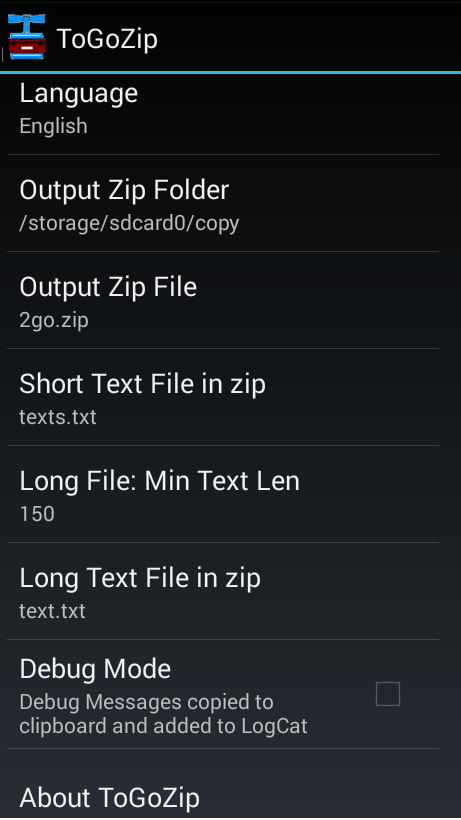 ToGoZip
Language
English
Output Zip Folder
/storage/sdcard0/copy
Output Zip File
2go.zip
Short Text File in zip
texts.txt
Long File: Min Text Len
150
Long Text File in zip
text.txt
Debug Mode
Debug Messages copied to
clipboard and added to LogCat
About ToGoZip